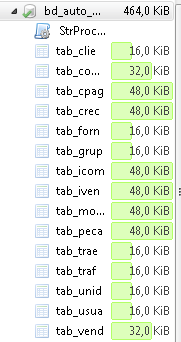 bd_auto_... 464,0 KiB
StrProc...
tab_clie 16,0 KiB
tab_co... 32,0 KiB
tab_cpag 48,0 KiB
tab_crec 48,0 KiB
tab_forn 16,0 KiB
tab_grup 16,0 KiB
tab_icom 48,0 KiB
tab_iven 48,0 KiB
tab_mo... 48,0 KiB
tab_peca 48,0 KiB
tab_trae 16,0 KiB
tab_traf 16,0 KiB
tab_unid 16,0 KiB
tab_usua 16,0 KiB
tab_vend 32,0 KiB